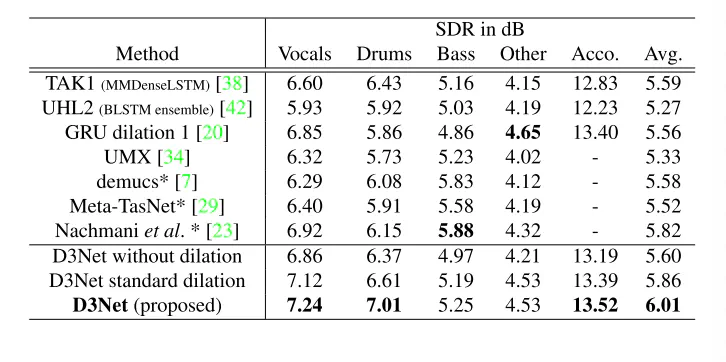 SDR in dB
Method Vocals Drums Bass Other Acco. Avg.
TAK1 (MMDenseLSTM) [38] 6.60 6.43 5.16 4.15 12.83 5.59
UHL2 (BLSTM ensemble) [42] 5.93 5.92 5.03 4.19 12.23 5.27
GRU dilation 1 [20] 6.85 5.86 4.86 4.65 13.40 5.56
UMX [34] 6.32 5.73 5.23 4.02 - 5.33
demucs* [7] 6.29 6.08 5.83 4.12 - 5.58
Meta-TasNet* [29] 6.40 5.91 5.58 4.19 - 5.52
Nachmani et al. * [23] 6.92 6.15 5.88 4.32 - 5.82
D3Net without dilation 6.86 6.37 4.97 4.21 13.19 5.60
D3Net standard dilation 7.12 6.61 5.19 4.53 13.39 5.86
D3Net (proposed) 7.24 7.01 5.25 4.53 13.52 6.01